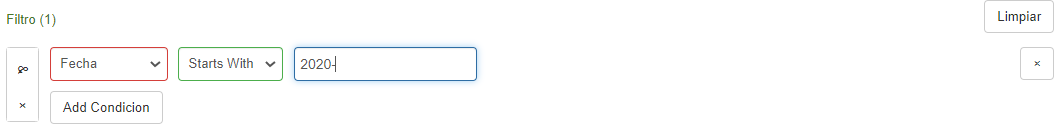 Filtro (1)
Limpiar
Fecha
Starts With
2020-
×
×
Add Condicion